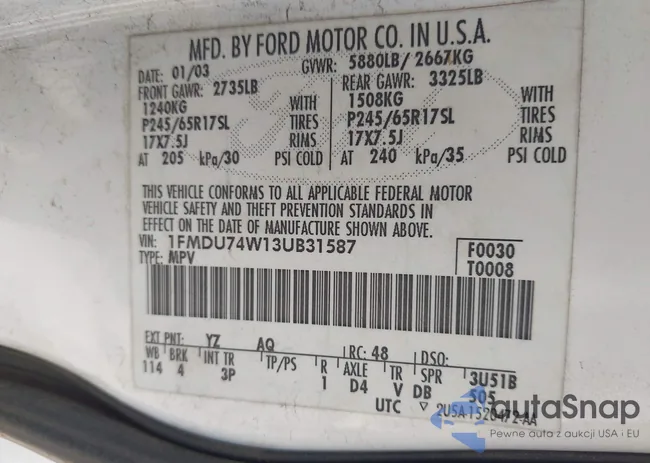 MFD. BY FORD MOTOR CO. IN U.S.A.
DATE: 01/03 GVWR: 5880LB/ 2667KG
FRONT GAWR: 2735LB REAR GAWR: 3325LB
1240KG WITH 1508KG WITH
P245/65R17SL TIRES P245/65R17SL TIRES
17X7.5J RIMS 17X7.5J RIMS
AT 205 kPa/30 PSI COLD AT 240 kPa/35 PSI COLD
THIS VEHICLE CONFORMS TO ALL APPLICABLE FEDERAL MOTOR
VEHICLE SAFETY AND THEFT PREVENTION STANDARDS IN
EFFECT ON THE DATE OF MANUFACTURE SHOWN ABOVE.
VIN: 1FMDU74W13UB31587 F0030
TYPE: MPV T0008
EXT PNT: YZ AQ RC: 48 DSO:
WB BRK INT TR TP/PS R AXLE TR SPR 3U51B
114 4 3P 1 D4 V DB 505
UTC ▽ 2U5A 1520472-AA
autoSnap
Pewne auta z aukcji USA i EU